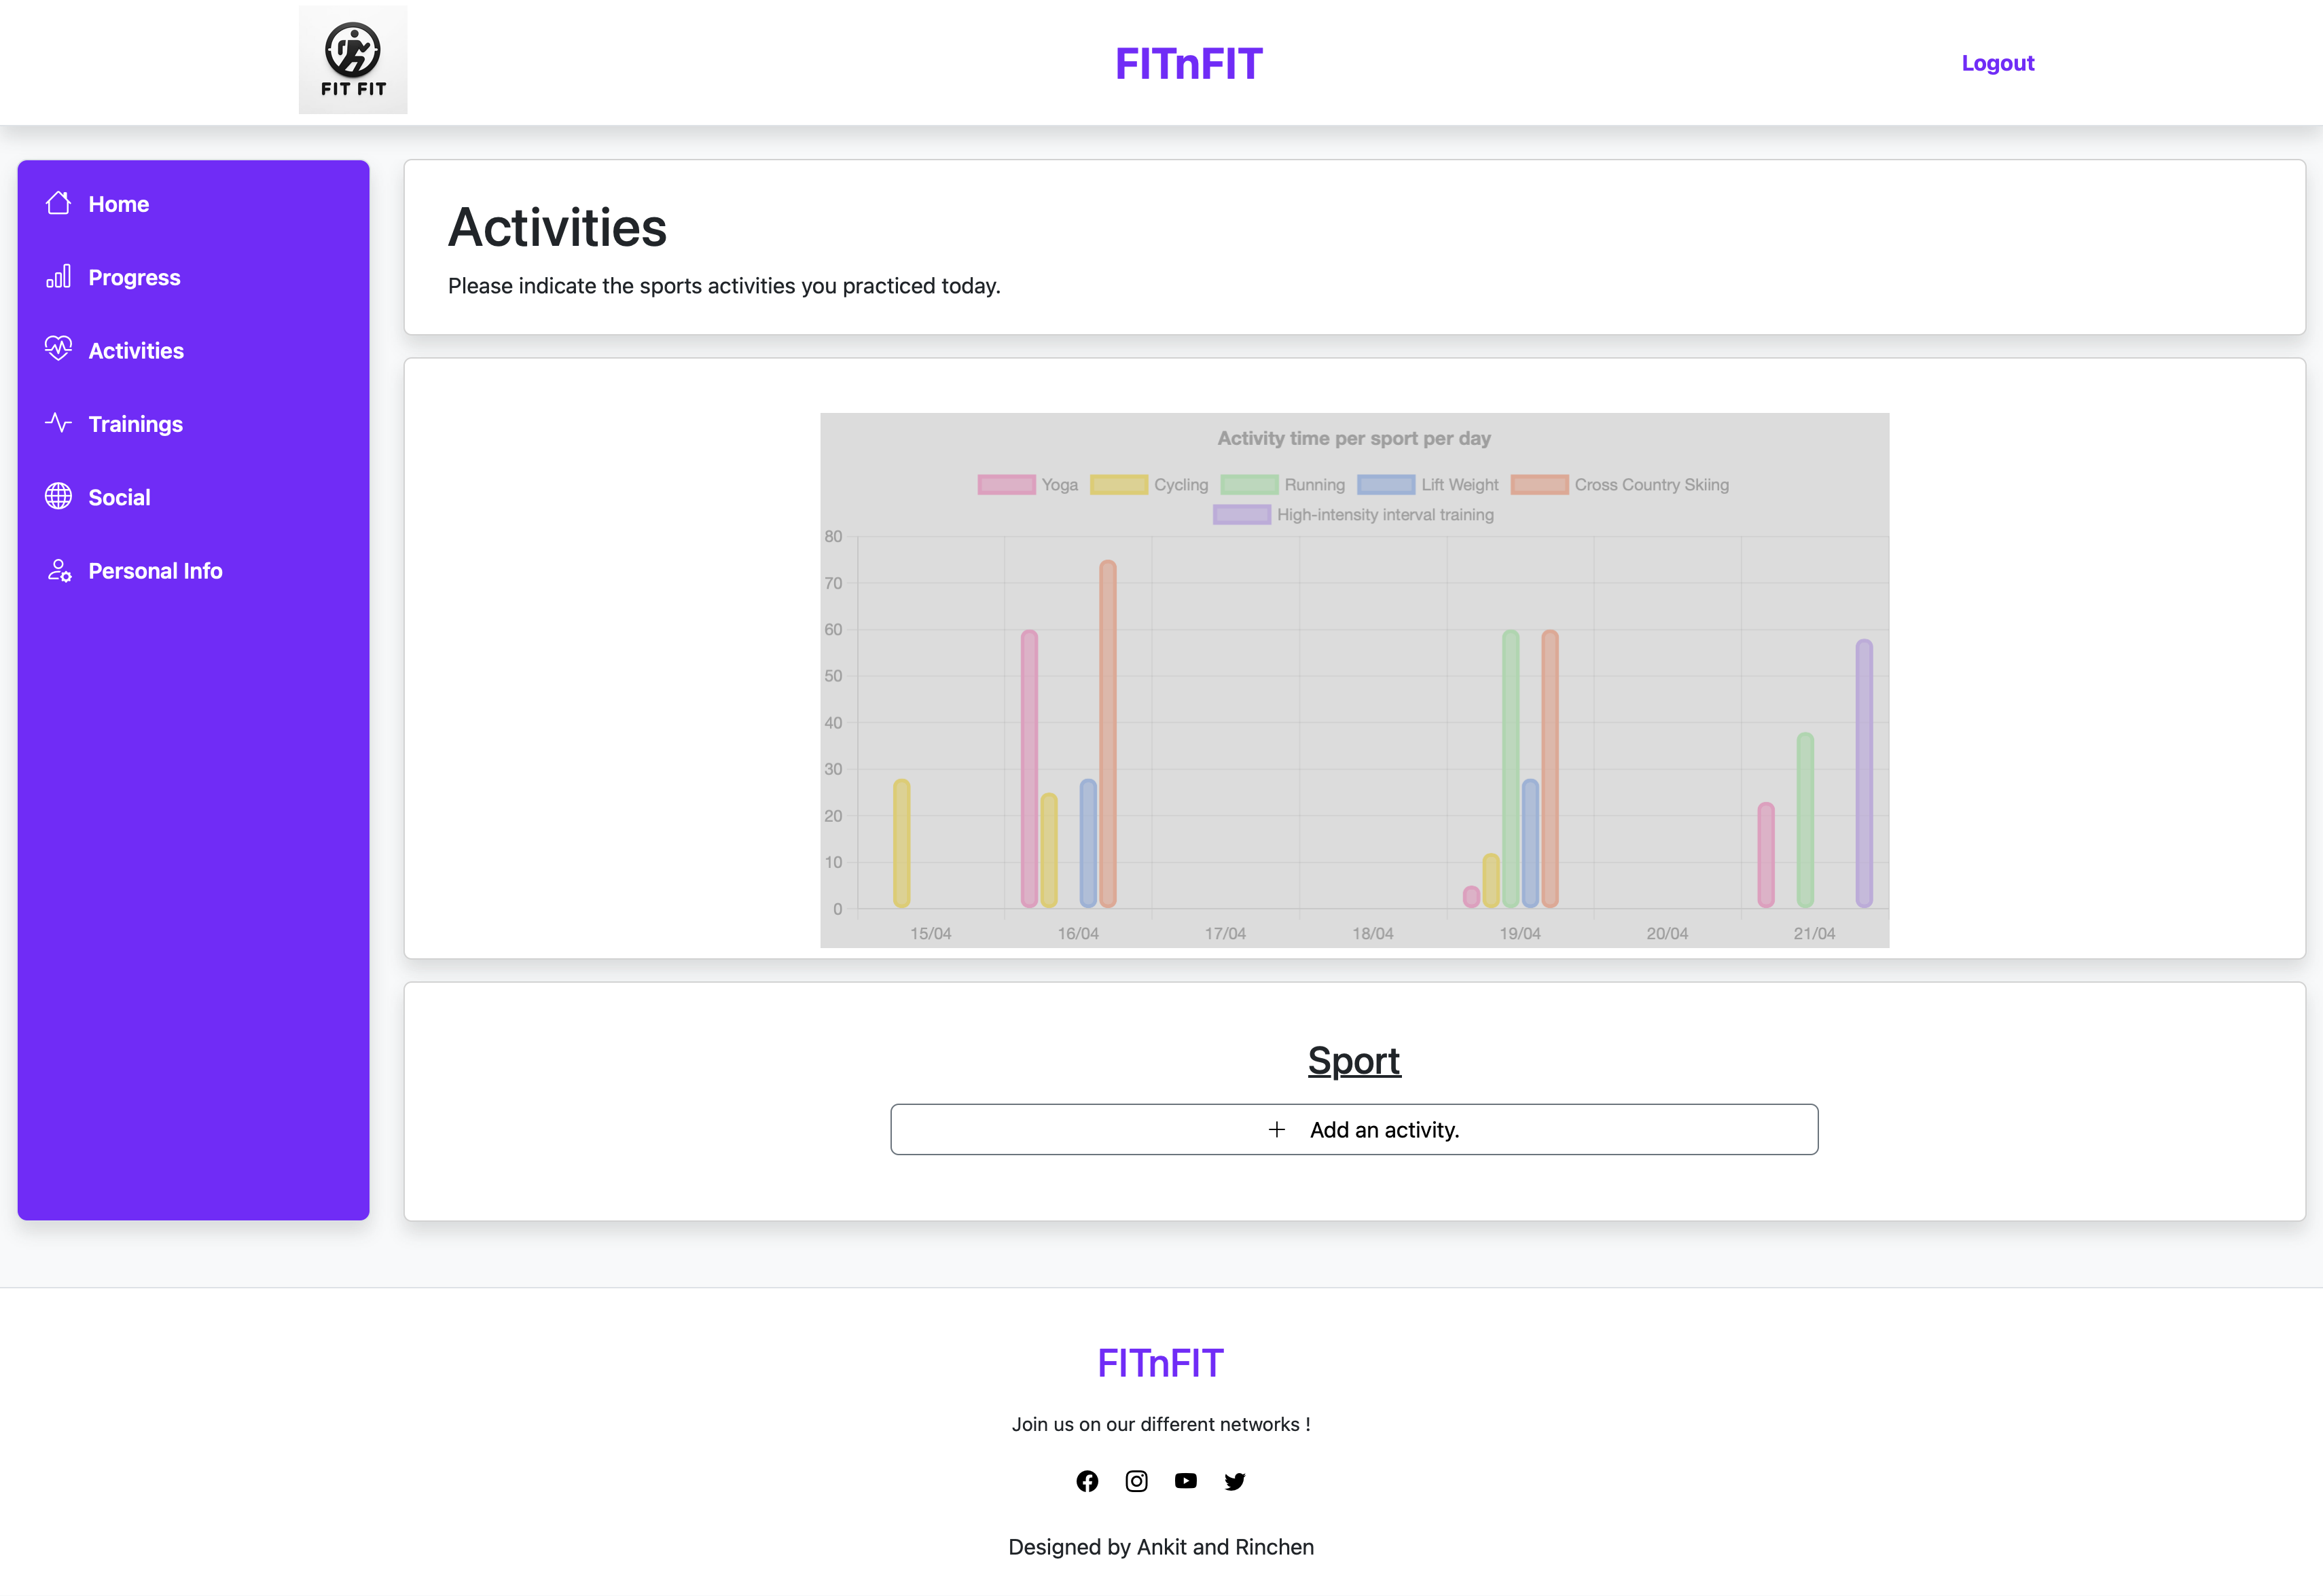 FIT FIT
FITnFIT
Logout
Home
Progress
Activities
Trainings
Social
Personal Info
Activities
Please indicate the sports activities you practiced today.
Activity time per sport per day
Yoga Cycling Running Lift Weight Cross Country Skiing
High-intensity interval training
80
70
60
50
40
30
20
10
0
15/04 16/04 17/04 18/04 19/04 20/04 21/04
Sport
+ Add an activity.
FITnFIT
Join us on our different networks !
Designed by Ankit and Rinchen